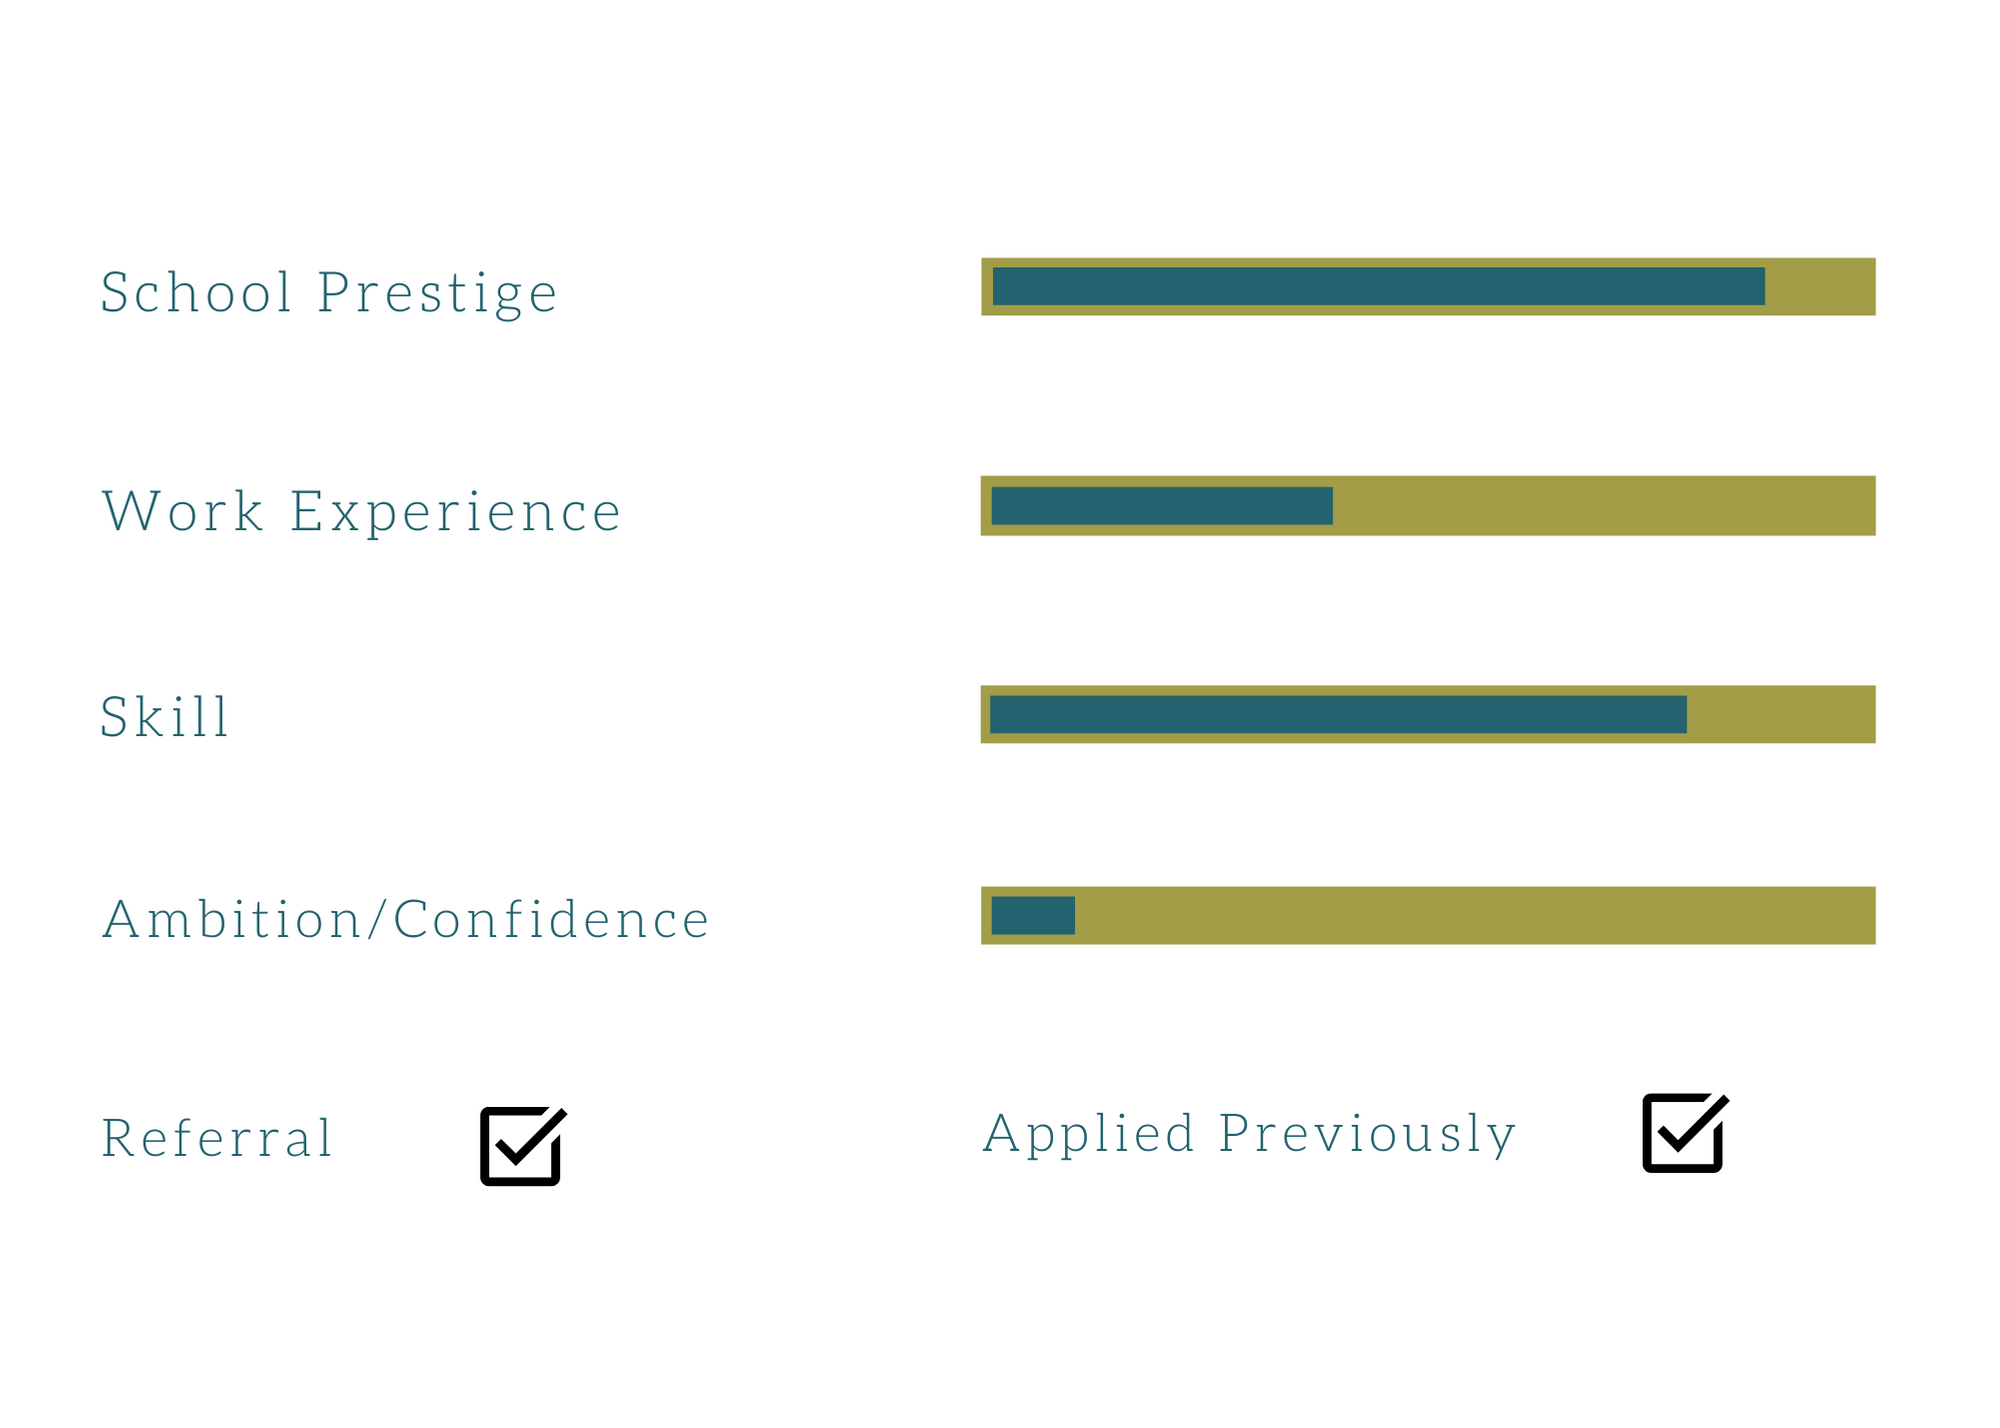 School Prestige
Work Experience
Skill
Ambition/Confidence
Referral
Applied Previously